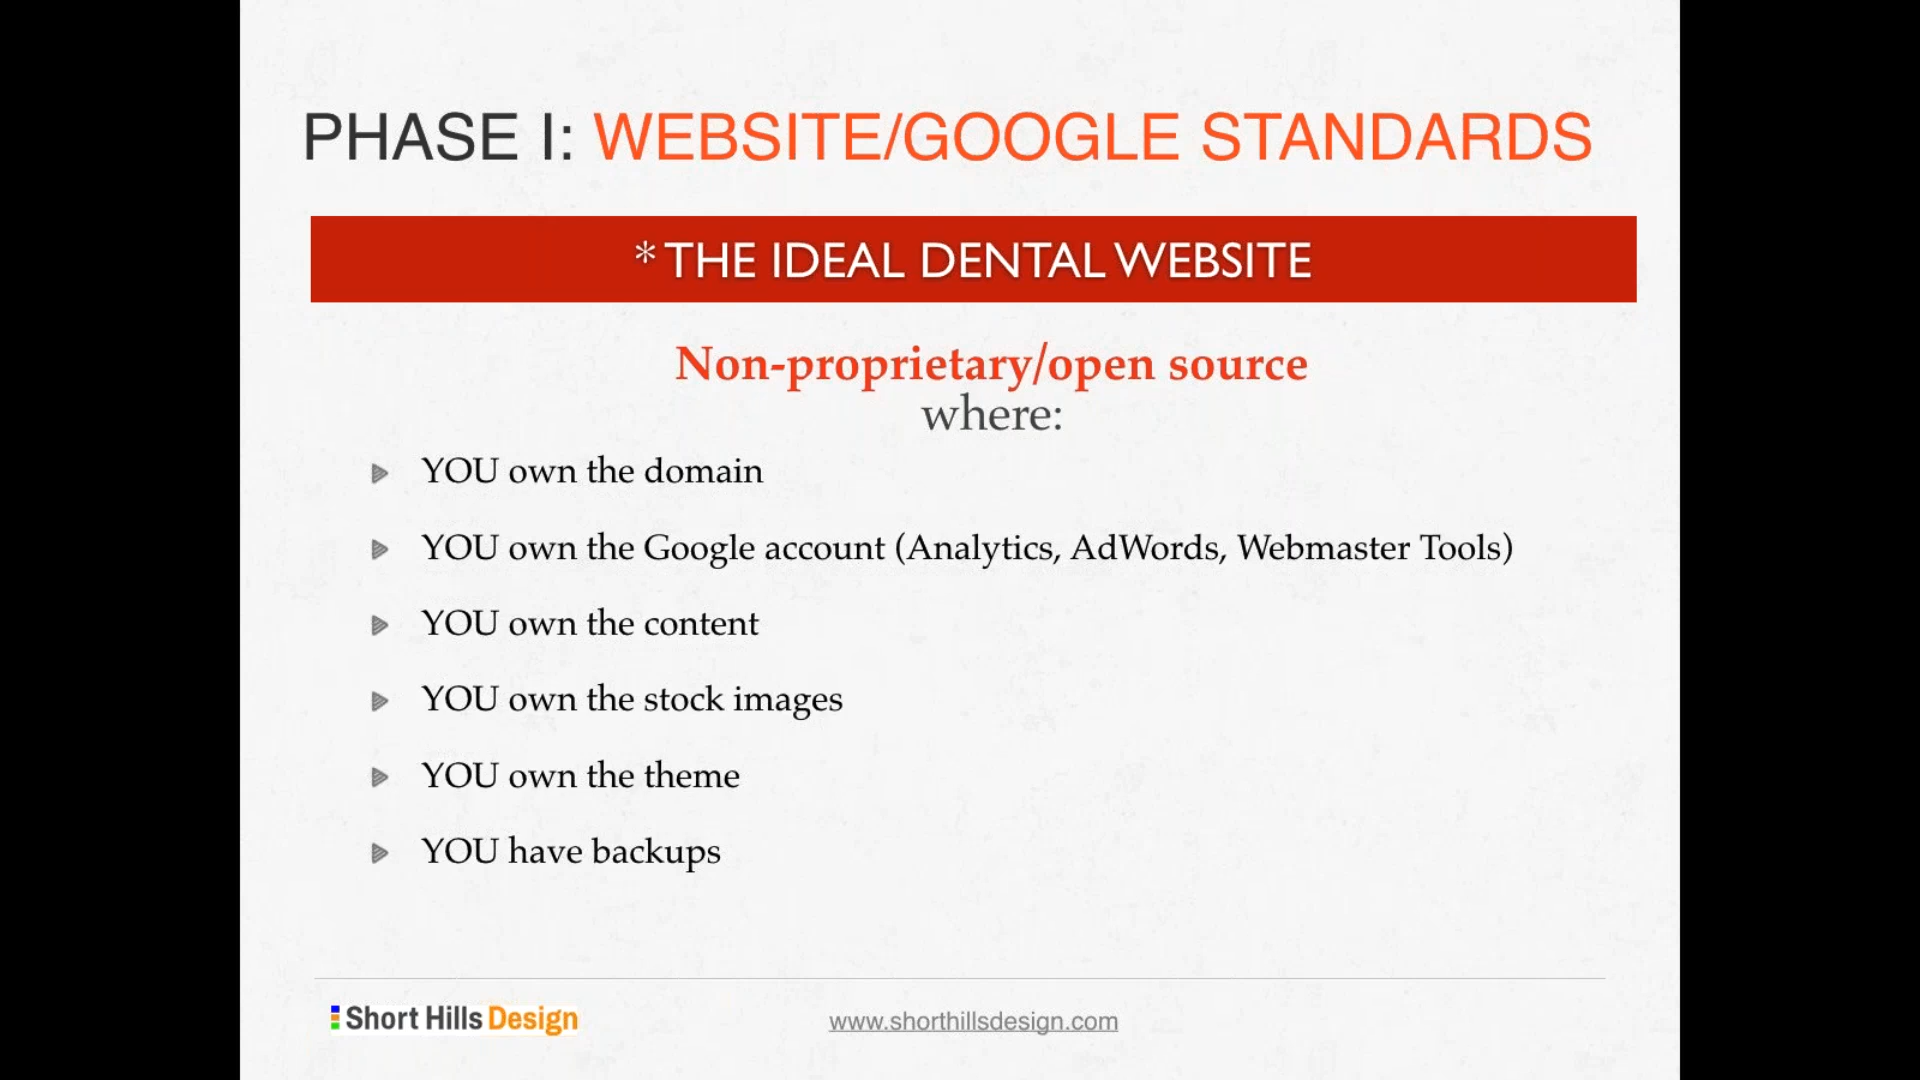 PHASE I: WEBSITE/GOOGLE STANDARDS
* THE IDEAL DENTAL WEBSITE
Non-proprietary/open source
where:
YOU own the domain
YOU own the Google account (Analytics, AdWords, Webmaster Tools)
YOU own the content
YOU own the stock images
YOU own the theme
YOU have backups
Short Hills Design
www.shorthillsdesign.com